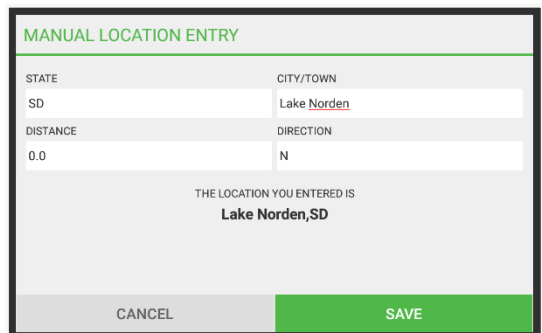 MANUAL LOCATION ENTRY
STATE CITY/TOWN
SD Lake Norden
DISTANCE DIRECTION
0.0 N
THE LOCATION YOU ENTERED IS
Lake Norden,SD
CANCEL SAVE